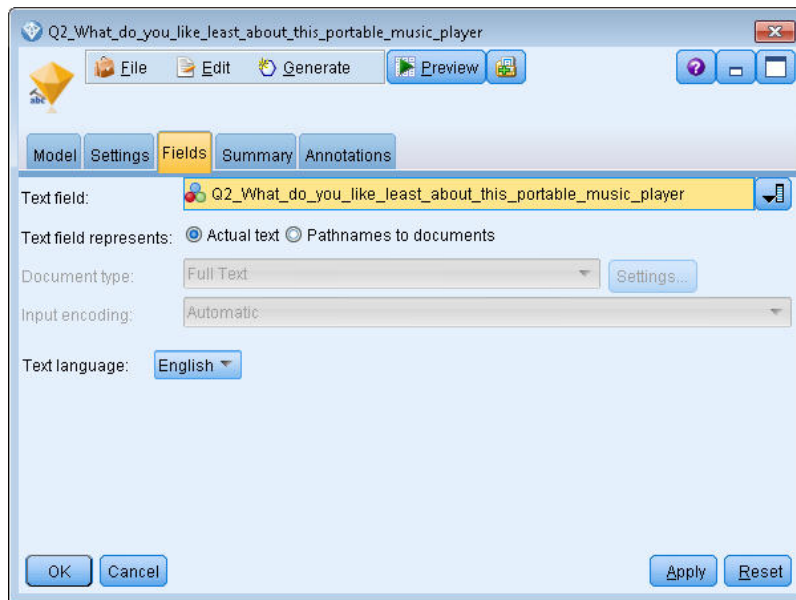 Q2_What_do_you_like_least_about_this_portable_music_player
File Edit Generate Preview ?
abc
Model Settings Fields Summary Annotations
Text field: Q2_What_do_you_like_least_about_this_portable_music_player
Text field represents: Actual text Pathnames to documents
Document type: Full Text Settings...
Input encoding: Automatic
Text language: English
OK Cancel Apply Reset